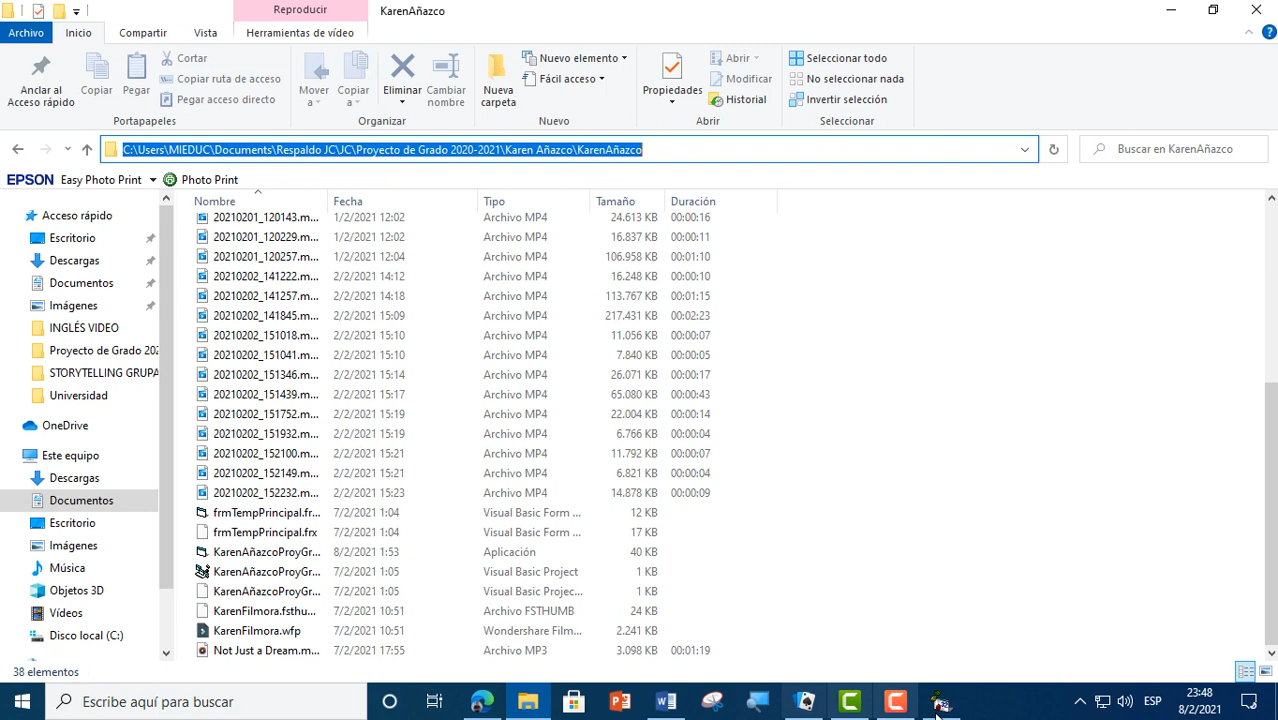 Reproducir KarenAñazco
Archivo Inicio Compartir Vista Herramientas de vídeo
Anclar al Acceso rápido
Copiar
Pegar
Cortar
Copiar ruta de acceso
Pegar acceso directo
Mover a
Copiar a
Eliminar
Cambiar nombre
Nueva carpeta
Nuevo elemento
Fácil acceso
Propiedades
Abrir
Modificar
Historial
Seleccionar todo
No seleccionar nada
Invertir selección
Portapapeles Organizar Nuevo Abrir Seleccionar
C:\Users\MIEDUC\Documents\Respaldo JC\JC\Proyecto de Grado 2020-2021\Karen Añazco\KarenAñazco Buscar en KarenAñazco
EPSON Easy Photo Print Photo Print
Acceso rápido
Escritorio
Descargas
Documentos
Imágenes
INGLÉS VIDEO
Proyecto de Grado 202
STORYTELLING GRUPA
Universidad
OneDrive
Este equipo
Descargas
Documentos
Escritorio
Imágenes
Música
Objetos 3D
Vídeos
Disco local (C:)
Nombre Fecha Tipo Tamaño Duración
20210201_120143.m... 1/2/2021 12:02 Archivo MP4 24.613 KB 00:00:16
20210201_120229.m... 1/2/2021 12:02 Archivo MP4 16.837 KB 00:00:11
20210201_120257.m... 1/2/2021 12:04 Archivo MP4 106.958 KB 00:01:10
20210202_141222.m... 2/2/2021 14:12 Archivo MP4 16.248 KB 00:00:10
20210202_141257.m... 2/2/2021 14:18 Archivo MP4 113.767 KB 00:01:15
20210202_141845.m... 2/2/2021 15:09 Archivo MP4 217.431 KB 00:02:23
20210202_151018.m... 2/2/2021 15:10 Archivo MP4 11.056 KB 00:00:07
20210202_151041.m... 2/2/2021 15:10 Archivo MP4 7.840 KB 00:00:05
20210202_151346.m... 2/2/2021 15:14 Archivo MP4 26.071 KB 00:00:17
20210202_151439.m... 2/2/2021 15:17 Archivo MP4 65.080 KB 00:00:43
20210202_151752.m... 2/2/2021 15:19 Archivo MP4 22.004 KB 00:00:14
20210202_151932.m... 2/2/2021 15:19 Archivo MP4 6.766 KB 00:00:04
20210202_152100.m... 2/2/2021 15:21 Archivo MP4 11.792 KB 00:00:07
20210202_152149.m... 2/2/2021 15:21 Archivo MP4 6.821 KB 00:00:04
20210202_152232.m... 2/2/2021 15:23 Archivo MP4 14.878 KB 00:00:09
frmTempPrincipal.fr... 7/2/2021 1:04 Visual Basic Form ... 12 KB
frmTempPrincipal.frx 7/2/2021 1:04 Visual Basic Form ... 17 KB
KarenAñazcoProyGr... 8/2/2021 1:53 Aplicación 40 KB
KarenAñazcoProyGr... 7/2/2021 1:05 Visual Basic Project 1 KB
KarenAñazcoProyGr... 7/2/2021 1:05 Visual Basic Projec... 1 KB
KarenFilmora.fsthu... 7/2/2021 10:51 Archivo FSTHUMB 24 KB
KarenFilmora.wfp 7/2/2021 10:51 Wondershare Film... 2.241 KB
Not Just a Dream.m... 7/2/2021 17:55 Archivo MP3 3.098 KB 00:01:19
38 elementos
Escribe aquí para buscar ESP 23:48
8/2/2021